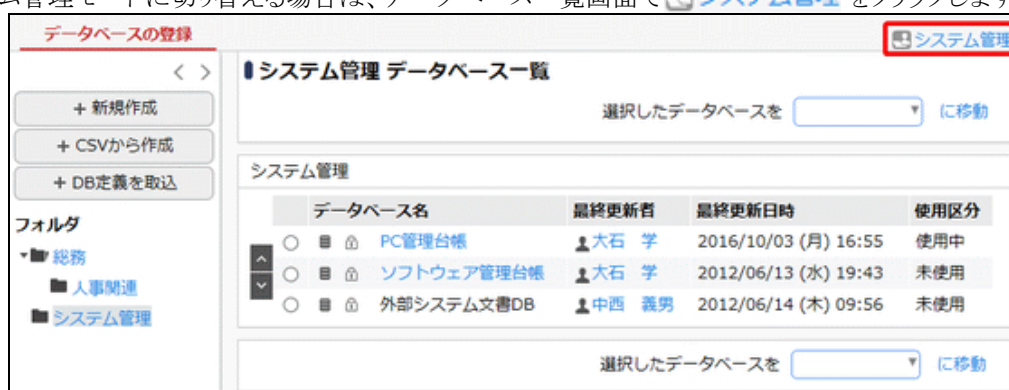 データベースの登録
システム管理
+ 新規作成
+ CSVから作成
+ DB定義を取込
フォルダ
総務
人事関連
システム管理
システム管理 データベース一覧
選択したデータベースを に移動
システム管理
データベース名 最終更新者 最終更新日時 使用区分
PC管理台帳 大石 学 2016/10/03 (月) 16:55 使用中
ソフトウェア管理台帳 大石 学 2012/06/13 (水) 19:43 未使用
外部システム文書DB 中西 義男 2012/06/14 (木) 09:56 未使用
選択したデータベースを に移動